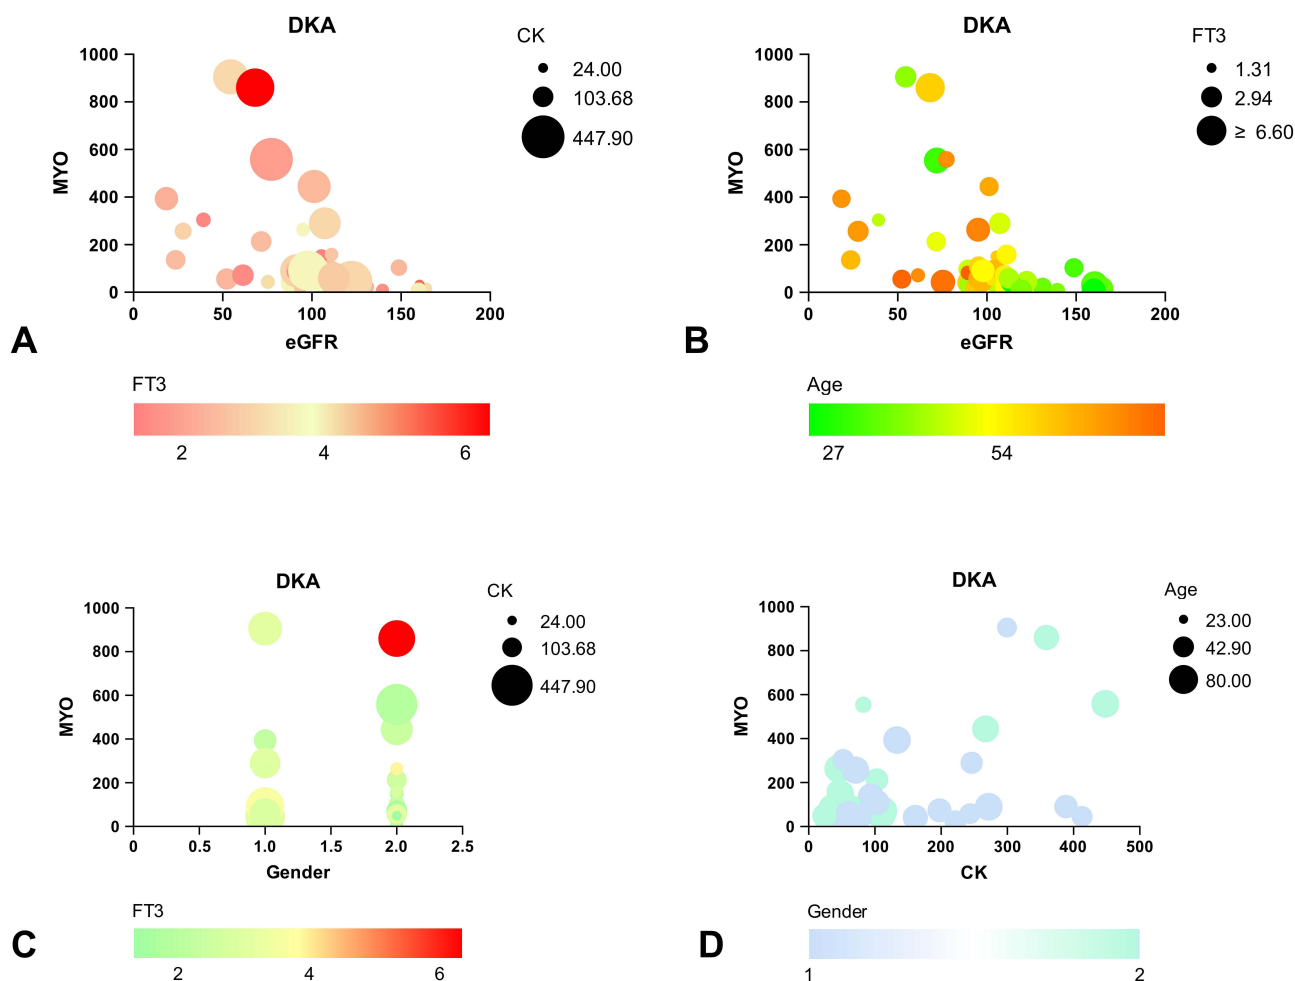 DKA
CK
24.00
103.68
447.90
1000
800
600
400
200
0
MYO
0
50
100
150
200
eGFR
A
FT3
2
4
6
DKA
FT3
1.31
2.94
≥ 6.60
1000
800
600
400
200
0
MYO
0
50
100
150
200
eGFR
B
Age
27
54
DKA
CK
24.00
103.68
447.90
1000
800
600
400
200
0
MYO
0
0.5
1.0
1.5
2.0
2.5
Gender
C
FT3
2
4
6
DKA
Age
23.00
42.90
80.00
1000
800
600
400
200
0
MYO
0
100
200
300
400
500
CK
D
Gender
1
2